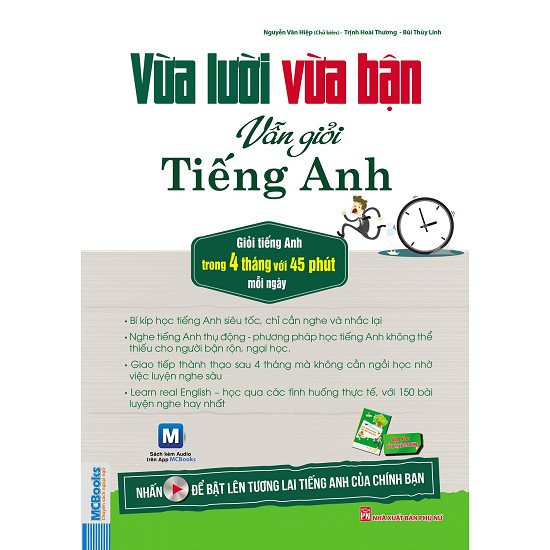 Nguyễn Văn Hiệp (Chủ biên) - Trịnh Hoài Thương - Bùi Thùy Linh
Vừa lười vừa bận
Vẫn giỏi
Tiếng Anh
Giỏi tiếng Anh
trong 4 tháng với 45 phút
mỗi ngày
• Bí kíp học tiếng Anh siêu tốc, chỉ cần nghe và nhắc lại
• Nghe tiếng Anh thụ động - phương pháp học tiếng Anh không thể
thiếu cho người bận rộn, ngại học.
• Giao tiếp thành thạo sau 4 tháng mà không cần ngồi học nhờ
việc luyện nghe sâu
• Learn real English – học qua các tình huống thực tế, với 150 bài
luyện nghe hay nhất
M
Sách kèm Audio
trên App MCBooks
NHẤN ĐỂ BẬT LÊN TƯƠNG LAI TIẾNG ANH CỦA CHÍNH BẠN
MCBooks
Chuyên sách ngoại ngữ
PN NHÀ XUẤT BẢN PHỤ NỮ